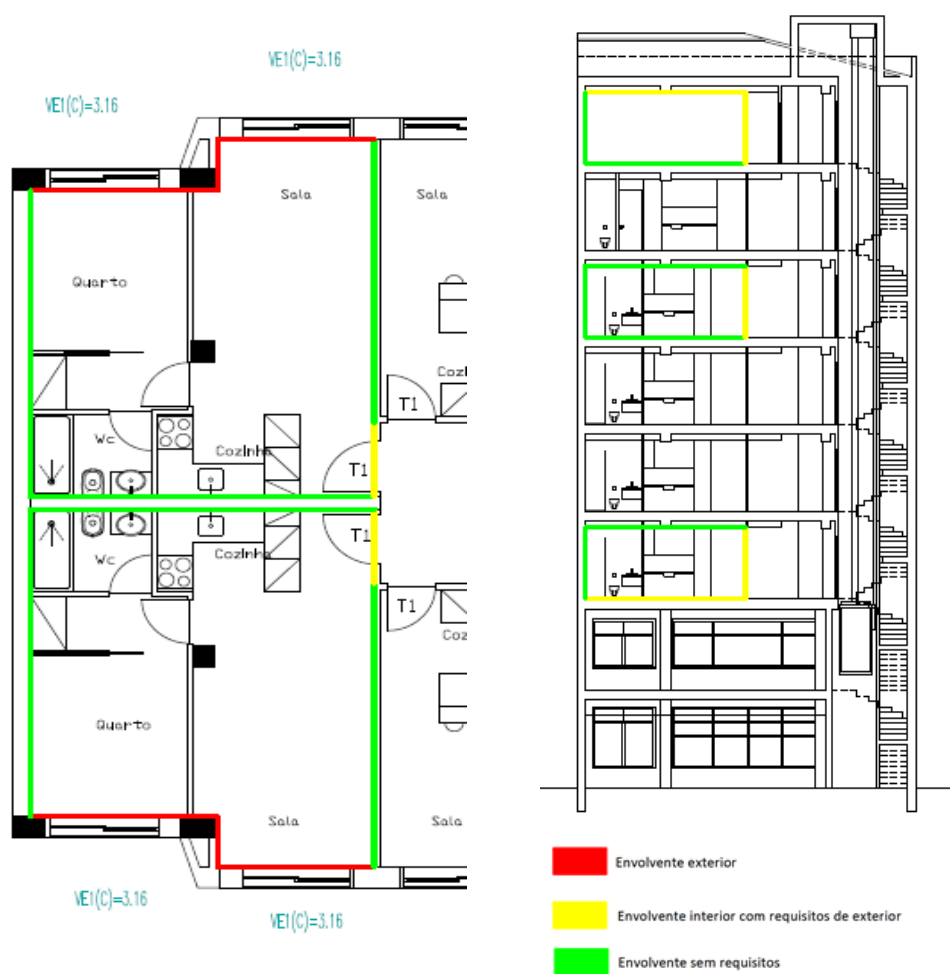 VE1(C)=3.16
VE1(C)=3.16
Sala
Sala
Quarto
T1
Wc
Cozinha
T1
T1
Wc
Cozinha
T1
Coz
Quarto
Sala
Sala
VE1(C)=3.16
VE1(C)=3.16
Envolvente exterior
Envolvente interior com requisitos de exterior
Envolvente sem requisitos